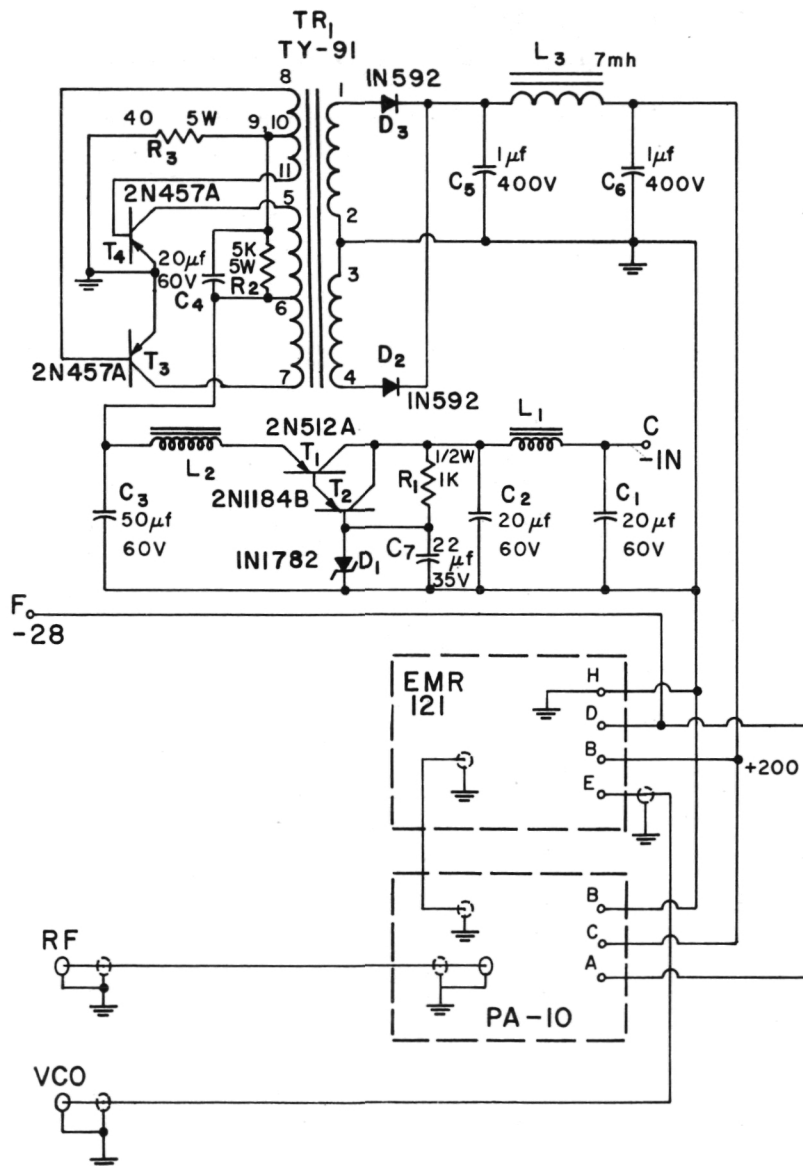 TR1
TY-91
L3 7mh
8
1
1N592
D3
40 5W
9,10
R3
1µf
400V
C5
1µf
400V
C6
11
2N457A
5
2
T4
20µf
60V
C4
5K
5W
R2
3
6
T3
D2
2N457A
7
4
1N592
L2
2N512A
T1
T2
2N1184B
1/2W
1K
R1
L1
C
-IN
C3
50µf
60V
C2
20µf
60V
C1
20µf
60V
1N1782
D1
C7
22
µf
35V
F
-28
EMR
121
H
D
B
E
+200
B
C
A
RF
PA-10
VCO